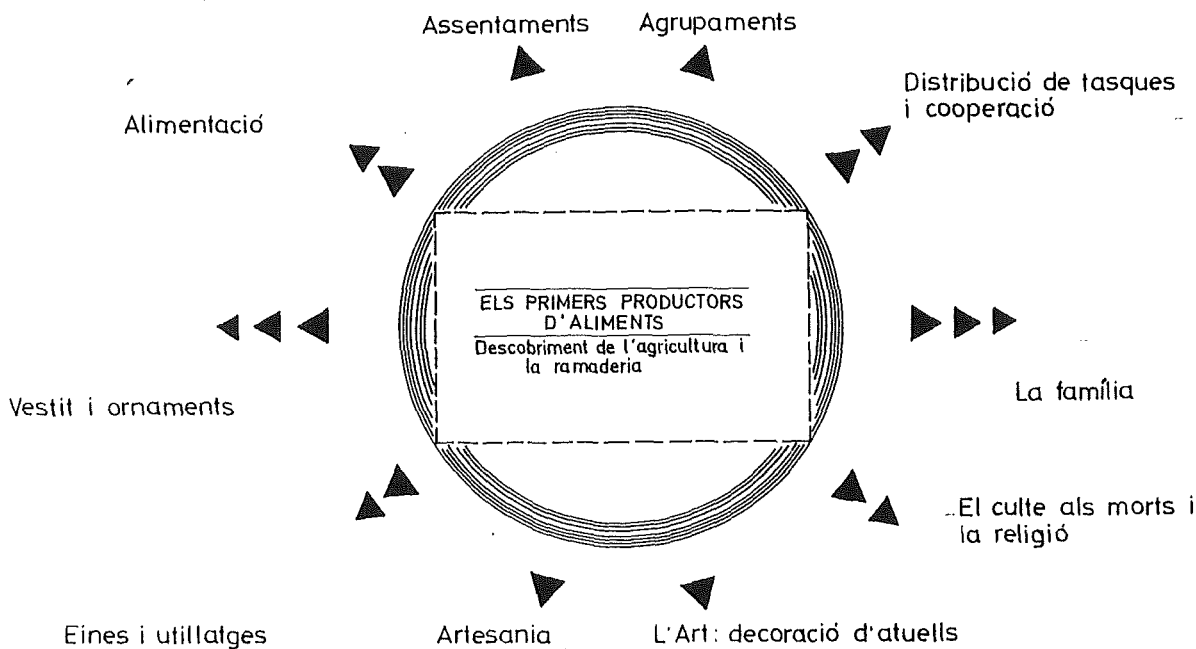 Assentaments
Agrupaments
Distribució de tasques
i cooperació
Alimentació
ELS PRIMERS PRODUCTORS
D'ALIMENTS
Descobriment de l'agricultura i
la ramaderia
Vestit i ornaments
La família
El culte als morts i
la religió
Eines i utillatges
Artesania
L'Art: decoració d'atuells